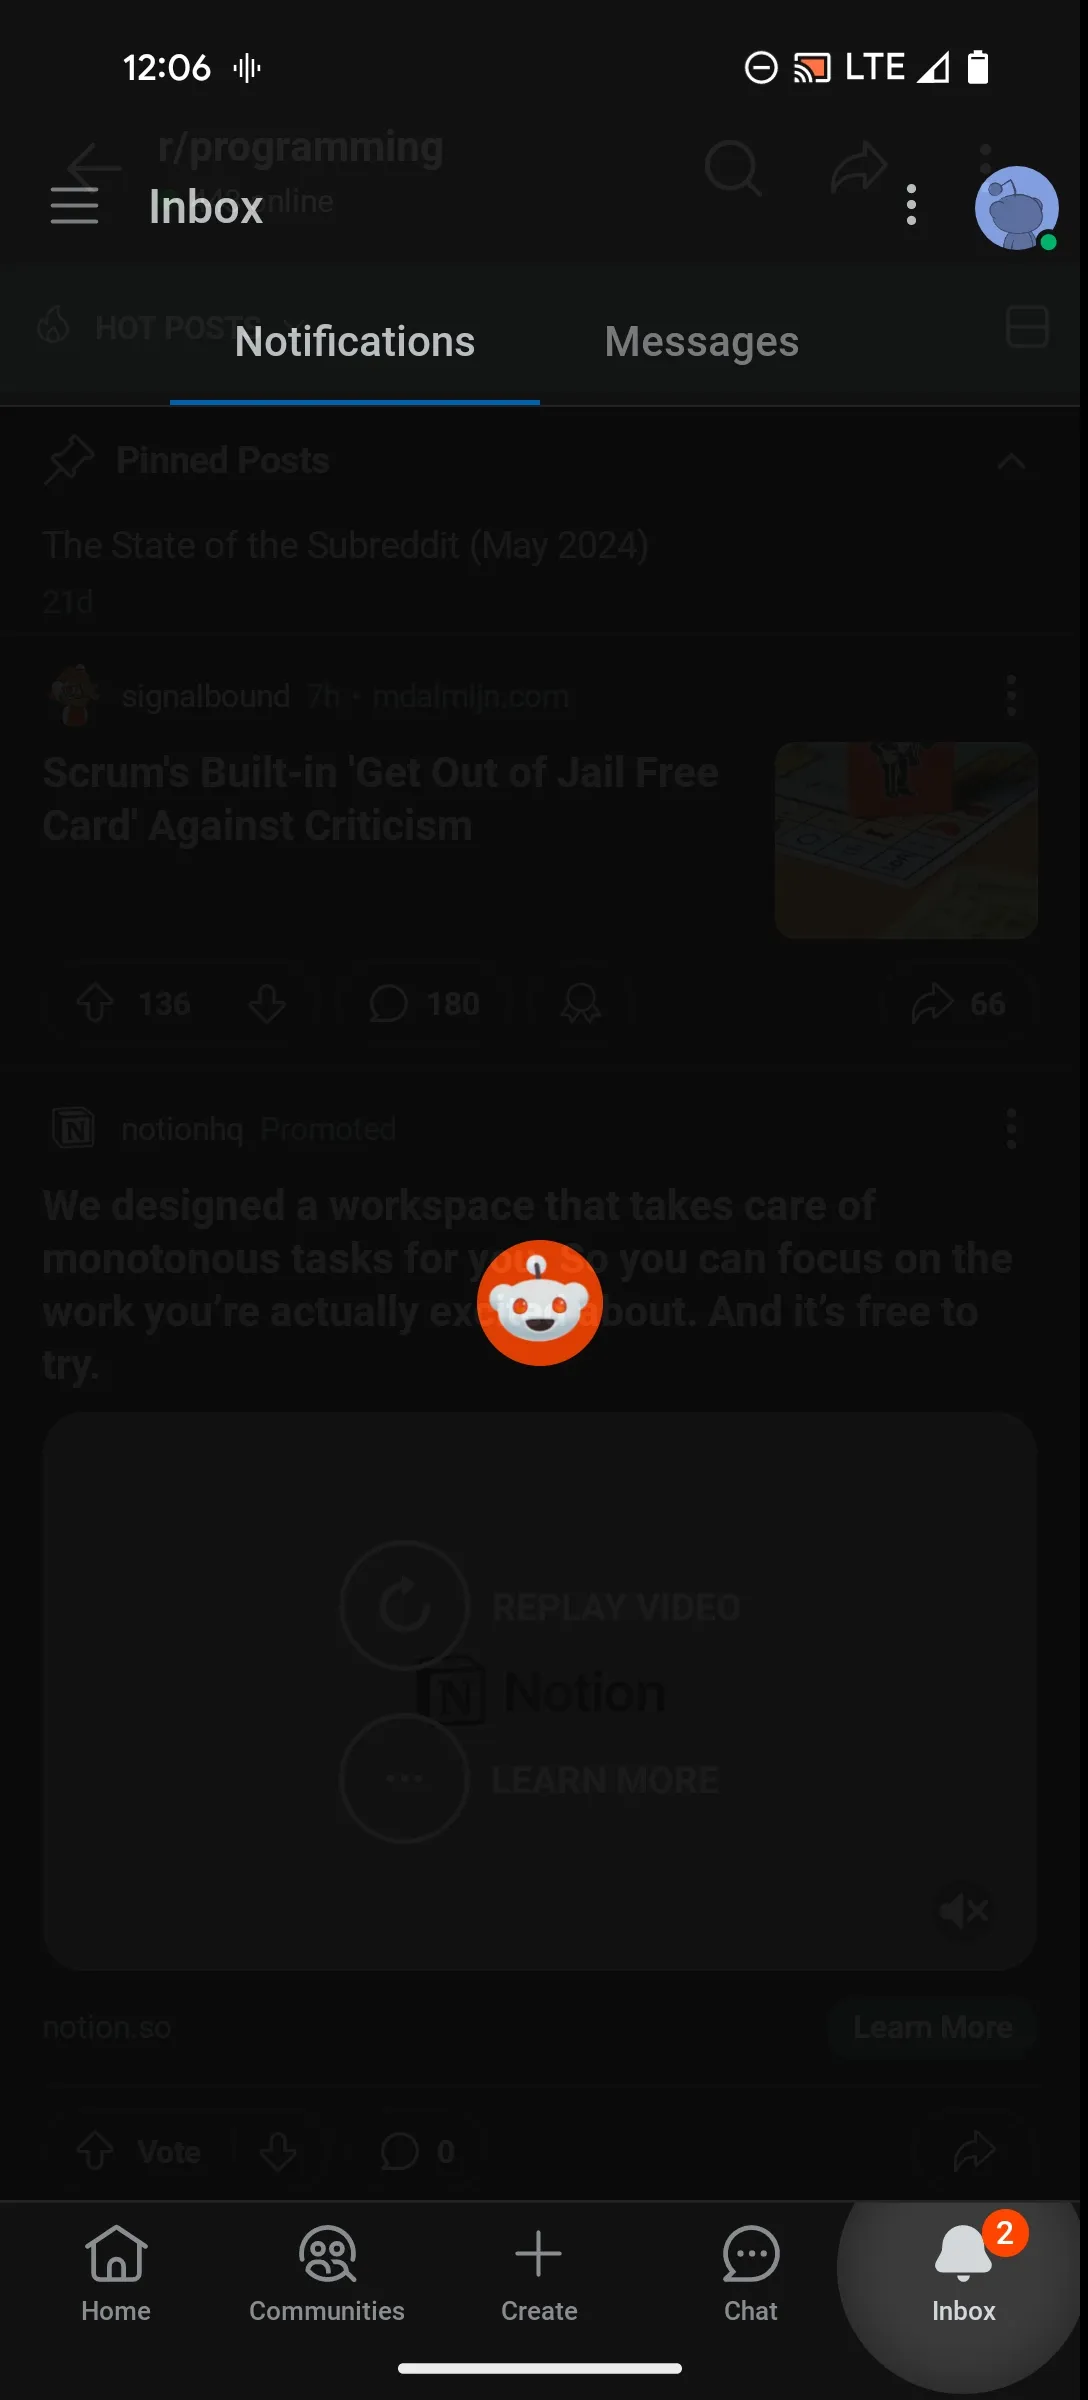 12:06
LTE
r/programming
Inbox
nline
HOT POSTS
Notifications
Messages
Pinned Posts
The State of the Subreddit (May 2024)
21d
signalbound 7h • mdalmijn.com
Scrum's Built-in 'Get Out of Jail Free
Card' Against Criticism
136
180
66
notionhq Promoted
We designed a workspace that takes care of
monotonous tasks for you. So you can focus on the
work you’re actually excited about. And it’s free to
try.
REPLAY VIDEO
N Notion
LEARN MORE
notion.so
Learn More
Vote
0
2
Home
Communities
Create
Chat
Inbox